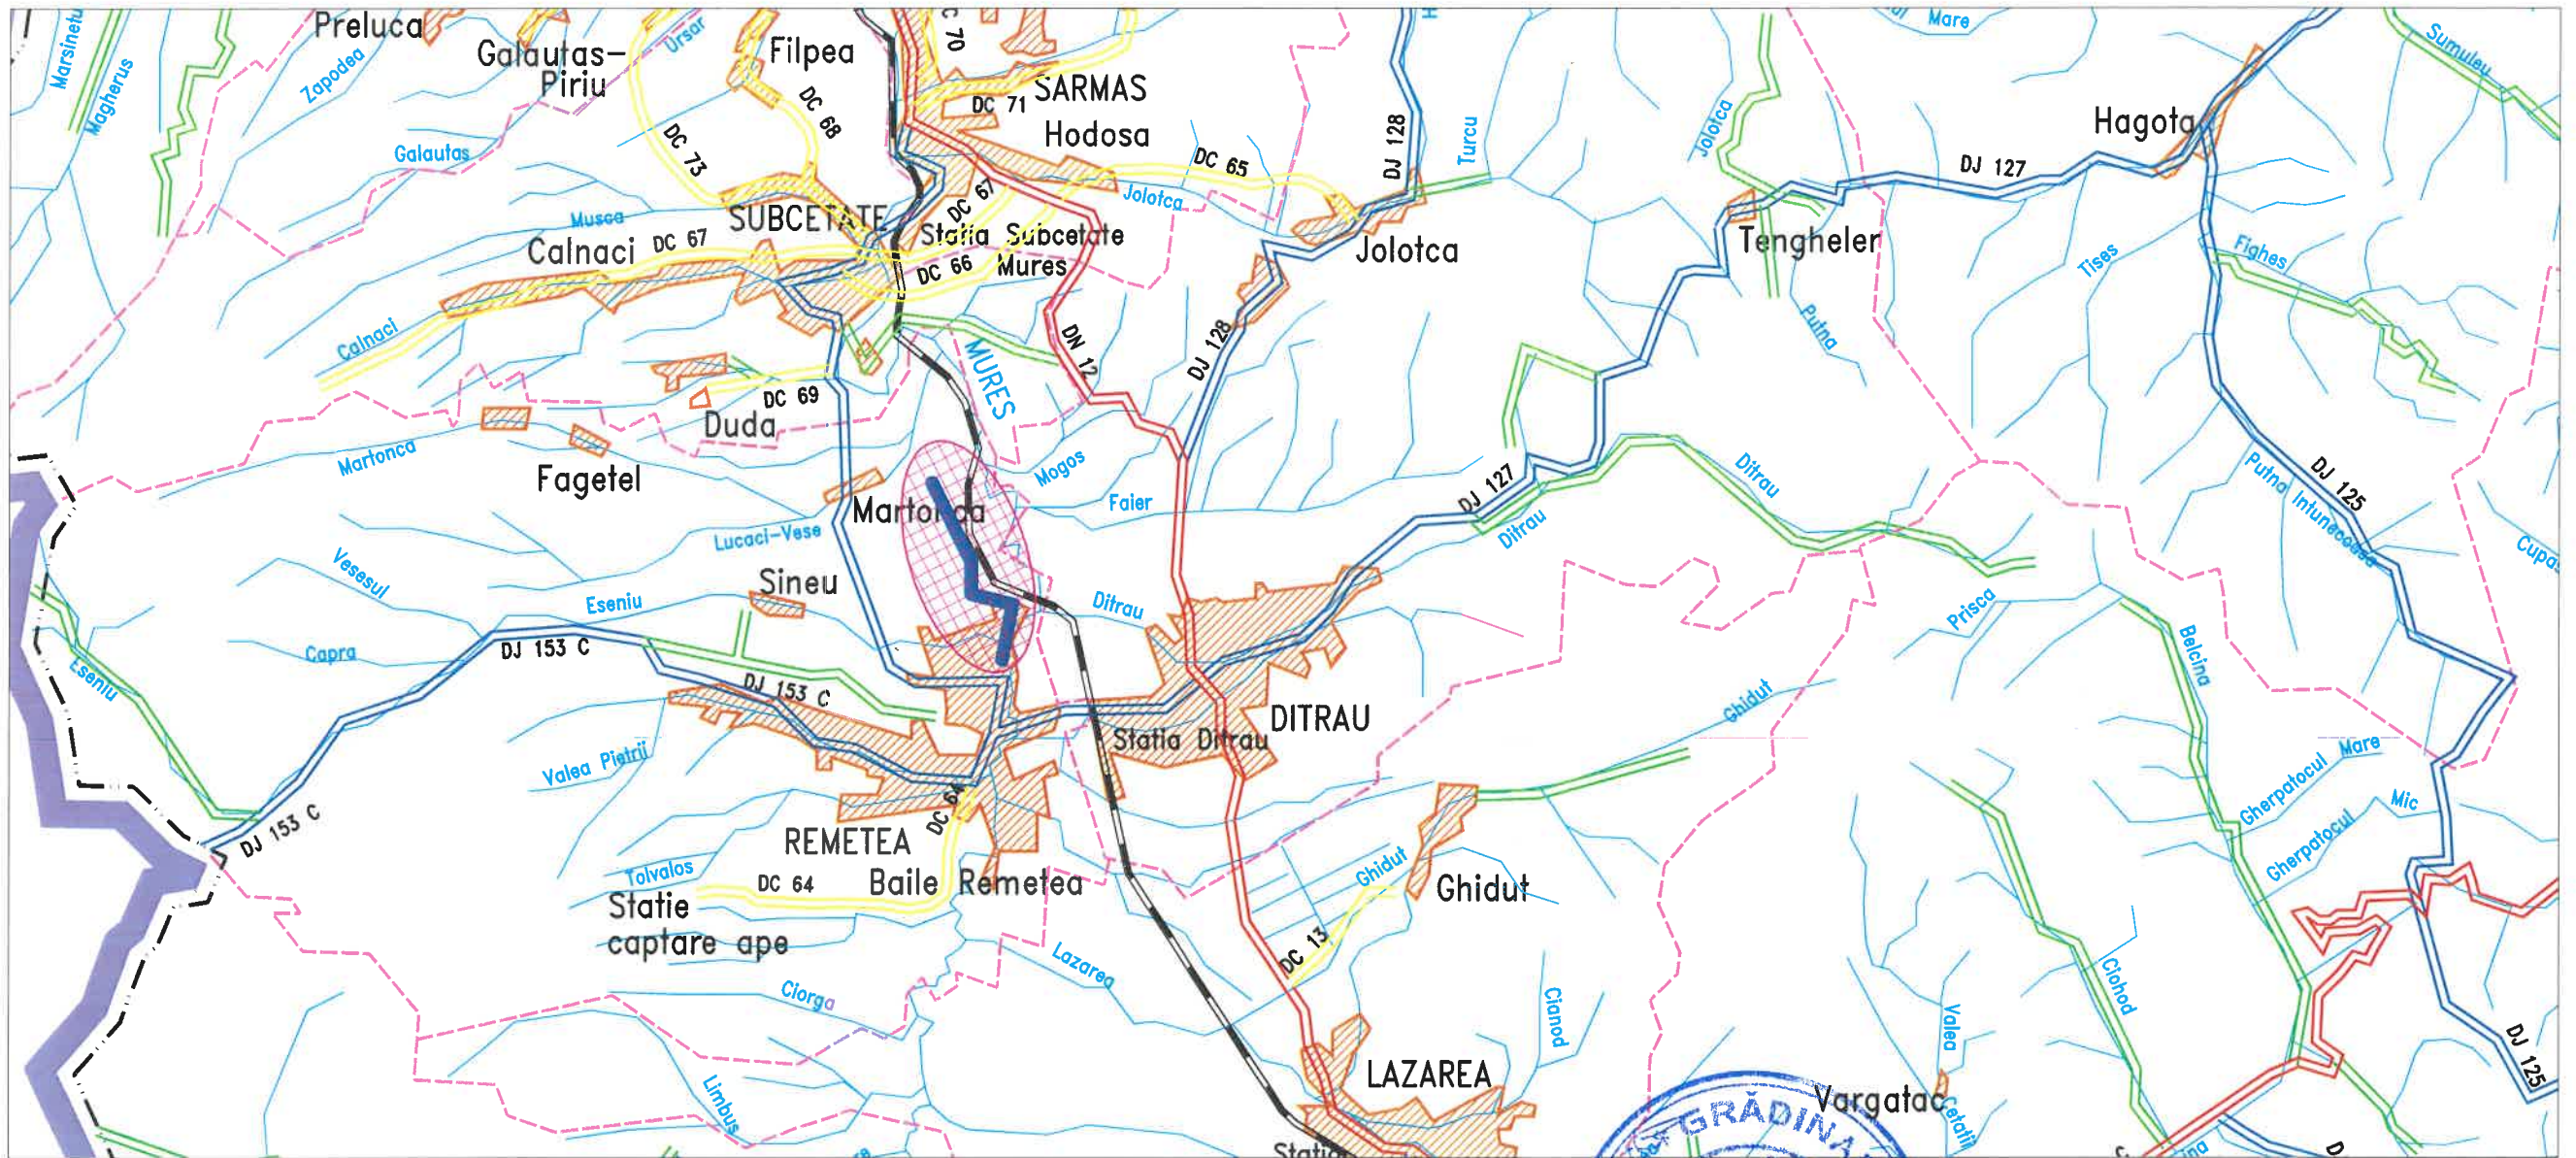 Preluca
Galautas-
Piriu
Ursar
Filpea
70
SARMAS
DC 71
Hodosa
DC 68
DC 73
Marsinetu
Magherus
Zapodea
Galautas
Musca
SUBCETATE
Calnaci
DC 67
DC 67
Statia Subcetate
Mures
DC 66
DC 65
Jolotca
DJ 128
Turcu
Jolotca
Jolotca
Mare
Sumuleu
Hagota
DJ 127
Tengheler
Putna
Tises
Fighes
Calnaci
DC 69
Duda
MURES
DN 12
DJ 128
Martonca
Fagetel
Martonca
Mogos
Faier
DJ 127
Ditrau
Ditrau
Putna Intunecoasa
DJ 125
Lucaci-Vese
Vesesul
Sineu
Eseniu
Capra
DJ 153 C
Eseniu
DJ 153 C
Ditrau
Prisca
Belcina
DITRAU
Statia Ditrau
Ghidut
Valea Pietrii
DJ 153 C
DC 64
REMETEA
Tolvalos
DC 64
Baile Remetea
Statie
captare ape
Ghidut
Ghidut
DC 13
Gherpatocul Mare
Gherpatocul Mic
Lazarea
Ciorga
Cianod
Valea
Cetatii
Ciohod
DJ 125
Limbus
LAZAREA
Vargatac
GRĂDINA
Statia